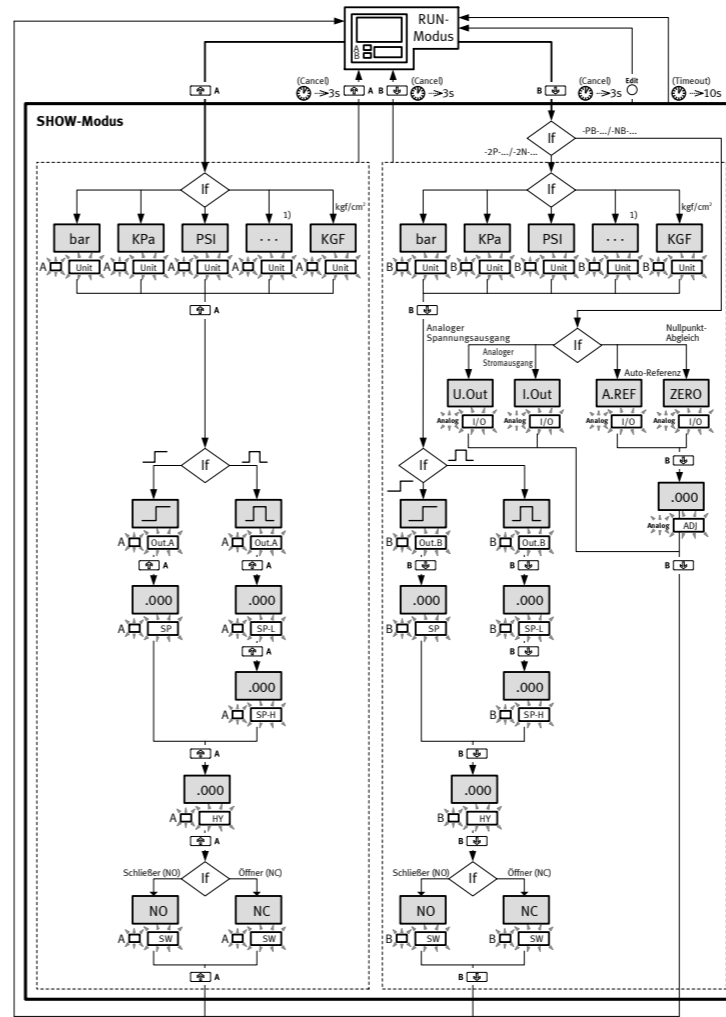 RUN-
Modus
A
B
A
(Cancel)
3s
A
B
(Cancel)
3s
B
(Cancel)
3s
Edit
(Timeout)
10s
SHOW-Modus
If
-PB-.../-NB-...
-2P-.../-2N-...
If
1)
kgf/cm²
bar
KPa
PSI
...
KGF
A Unit
A Unit
A Unit
A Unit
A Unit
A
If
Out.A
A
Out.A
A
A
A
.000
.000
A SP
A SP-L
A
.000
A SP-H
A
.000
A HY
A
Schließer (NO)
If
Öffner (NC)
NO
NC
A SW
A SW
A
If
1)
kgf/cm²
bar
KPa
PSI
...
KGF
B Unit
B Unit
B Unit
B Unit
B Unit
B
Analoger
Spannungsausgang
Analoger
Stromausgang
If
Nullpunkt-
Abgleich
Auto-Referenz
U.Out
I.Out
A.REF
ZERO
Analog I/O
Analog I/O
I/O
Analog I/O
B
.000
Analog ADJ
B
If
B Out.B
B Out.B
B
B
.000
.000
B SP
B SP-L
B
.000
B SP-H
B
.000
B HY
B
Schließer (NO)
If
Öffner (NC)
NO
NC
B SW
B SW
B